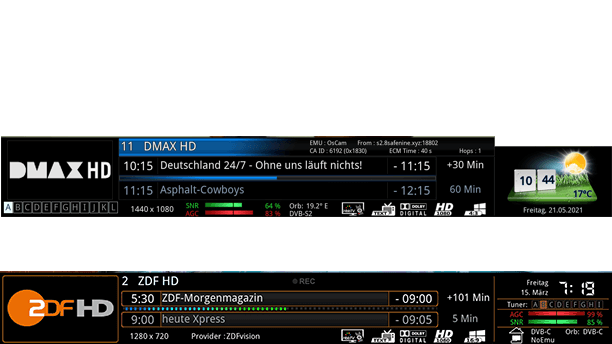 11 DMAX HD
EMU : OsCam From : s2.8safenine.xyz:18802
CA ID : 6192 (0x1830) ECM Time : 40 s Hops : 1
DMAX HD
10:15 Deutschland 24/7 - Ohne uns läuft nichts! - 11:15 +30 Min
11:15 Asphalt-Cowboys - 12:15 60 Min
10 44
17°C
A B C D E F G H I J K L
1440 x 1080
SNR 64 %
AGC 83 %
Orb: 19.2° E
DVB-S2
TEXT
DOLBY DIGITAL
HD 1080
4:3
Freitag, 21.05.2021
2 ZDF HD
REC
ZDF HD
5:30 ZDF-Morgenmagazin - 09:00 +101 Min
9:00 heute Xpress - 09:05 5 Min
1280 x 720 Provider :ZDFvision
TEXT
DOLBY DIGITAL
HD 1080
16:9
Freitag
15. März
7:19
Tuner: A B C D E F G H I
AGC 99 %
SNR 85 %
DVB-C Orb: DVB-C
NoEmu